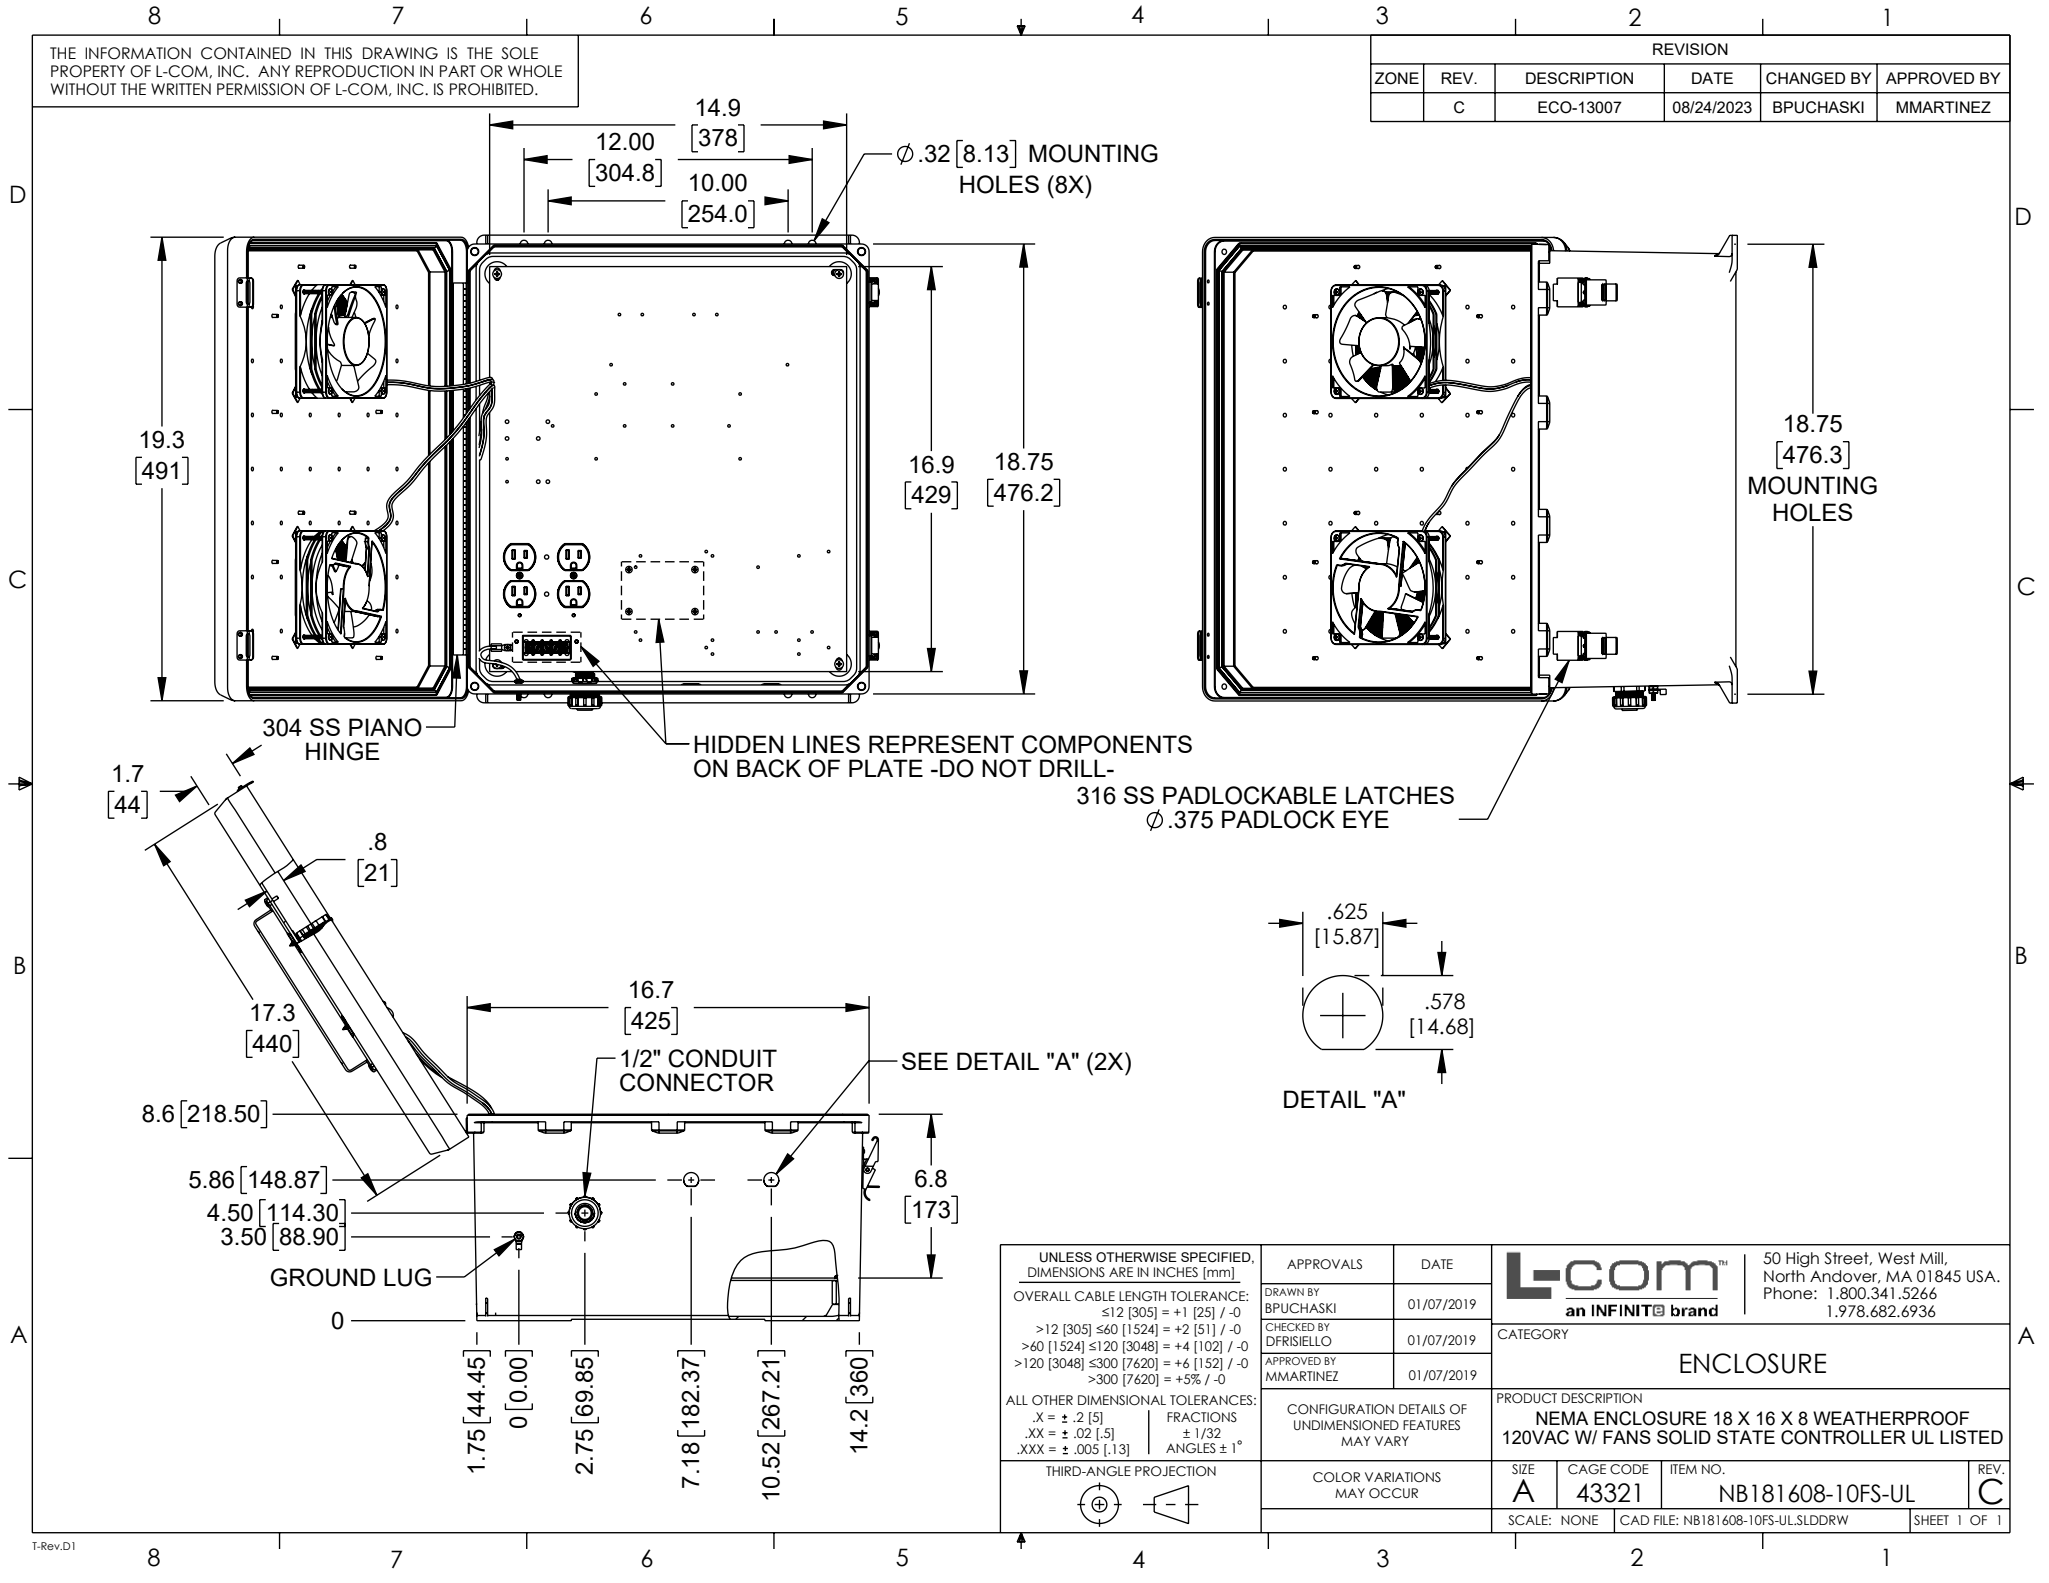 8 7 6 5 4 3 2 1
THE INFORMATION CONTAINED IN THIS DRAWING IS THE SOLE
PROPERTY OF L-COM, INC. ANY REPRODUCTION IN PART OR WHOLE
WITHOUT THE WRITTEN PERMISSION OF L-COM, INC. IS PROHIBITED.
REVISION
ZONE REV. DESCRIPTION DATE CHANGED BY APPROVED BY
C ECO-13007 08/24/2023 BPUCHASKI MMARTINEZ
D
D
14.9
[378]
12.00
[304.8]
10.00
[254.0]
Ø.32[8.13] MOUNTING
HOLES (8X)
19.3
[491]
16.9
[429]
18.75
[476.2]
18.75
[476.3]
MOUNTING
HOLES
C
C
304 SS PIANO
HINGE
HIDDEN LINES REPRESENT COMPONENTS
ON BACK OF PLATE -DO NOT DRILL-
316 SS PADLOCKABLE LATCHES
Ø.375 PADLOCK EYE
1.7
[44]
.8
[21]
17.3
[440]
B
B
.625
[15.87]
.578
[14.68]
DETAIL "A"
16.7
[425]
1/2" CONDUIT
CONNECTOR
SEE DETAIL "A" (2X)
8.6[218.50]
5.86[148.87]
4.50[114.30]
3.50[88.90]
GROUND LUG
0
6.8
[173]
1.75[44.45]
0[0.00]
2.75[69.85]
7.18[182.37]
10.52[267.21]
14.2[360]
A
A
UNLESS OTHERWISE SPECIFIED,
DIMENSIONS ARE IN INCHES [mm]
OVERALL CABLE LENGTH TOLERANCE:
≤12 [305] = +1 [25] / -0
>12 [305] ≤60 [1524] = +2 [51] / -0
>60 [1524] ≤120 [3048] = +4 [102] / -0
>120 [3048] ≤300 [7620] = +6 [152] / -0
>300 [7620] = +5% / -0
ALL OTHER DIMENSIONAL TOLERANCES:
.X = ± .2 [5]
.XX = ± .02 [.5]
.XXX = ± .005 [.13]
FRACTIONS
± 1/32
ANGLES ± 1°
THIRD-ANGLE PROJECTION
APPROVALS DATE
DRAWN BY
BPUCHASKI 01/07/2019
CHECKED BY
DFRISIELLO 01/07/2019
APPROVED BY
MMARTINEZ 01/07/2019
CONFIGURATION DETAILS OF
UNDIMENSIONED FEATURES
MAY VARY
COLOR VARIATIONS
MAY OCCUR
L-com™
an INFINIT® brand
50 High Street, West Mill,
North Andover, MA 01845 USA.
Phone: 1.800.341.5266
1.978.682.6936
CATEGORY
ENCLOSURE
PRODUCT DESCRIPTION
NEMA ENCLOSURE 18 X 16 X 8 WEATHERPROOF
120VAC W/ FANS SOLID STATE CONTROLLER UL LISTED
SIZE
A
CAGE CODE
43321
ITEM NO.
NB181608-10FS-UL
REV.
C
SCALE: NONE CAD FILE: NB181608-10FS-UL.SLDDRW SHEET 1 OF 1
T-Rev.D1
8 7 6 5 4 3 2 1